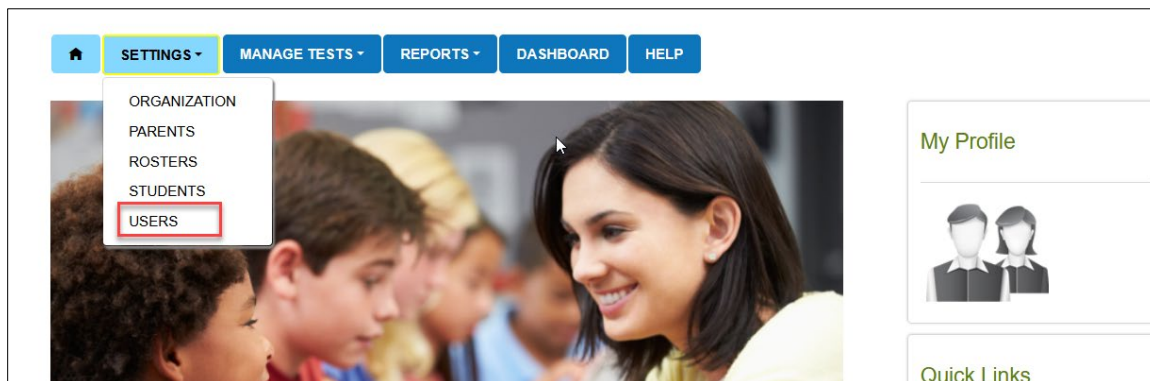 SETTINGS MANAGE TESTS REPORTS DASHBOARD HELP
ORGANIZATION
PARENTS
ROSTERS
STUDENTS
USERS
My Profile
Quick Links